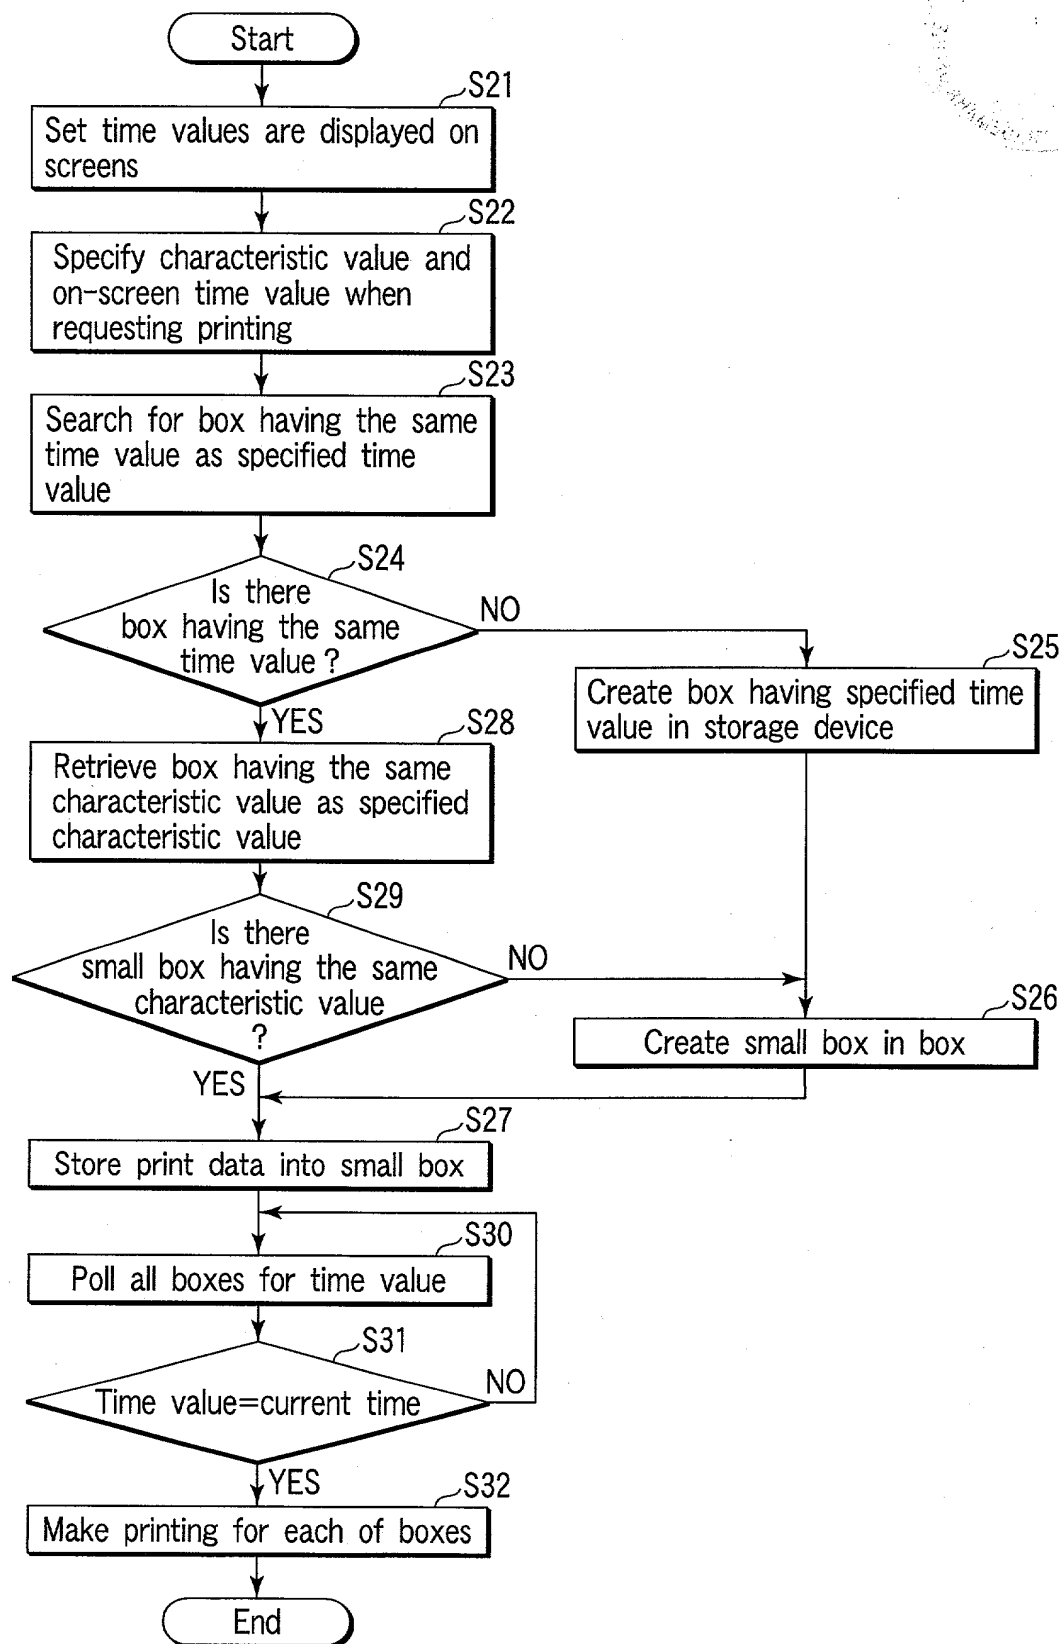 Start
S21
Set time values are displayed on
screens
S22
Specify characteristic value and
on-screen time value when
requesting printing
S23
Search for box having the same
time value as specified time
value
S24
Is there
box having the same
time value ?
NO
YES
S25
Create box having specified time
value in storage device
S28
Retrieve box having the same
characteristic value as specified
characteristic value
S29
Is there
small box having the same
characteristic value
?
NO
YES
S26
Create small box in box
S27
Store print data into small box
S30
Poll all boxes for time value
S31
Time value=current time
NO
YES
S32
Make printing for each of boxes
End